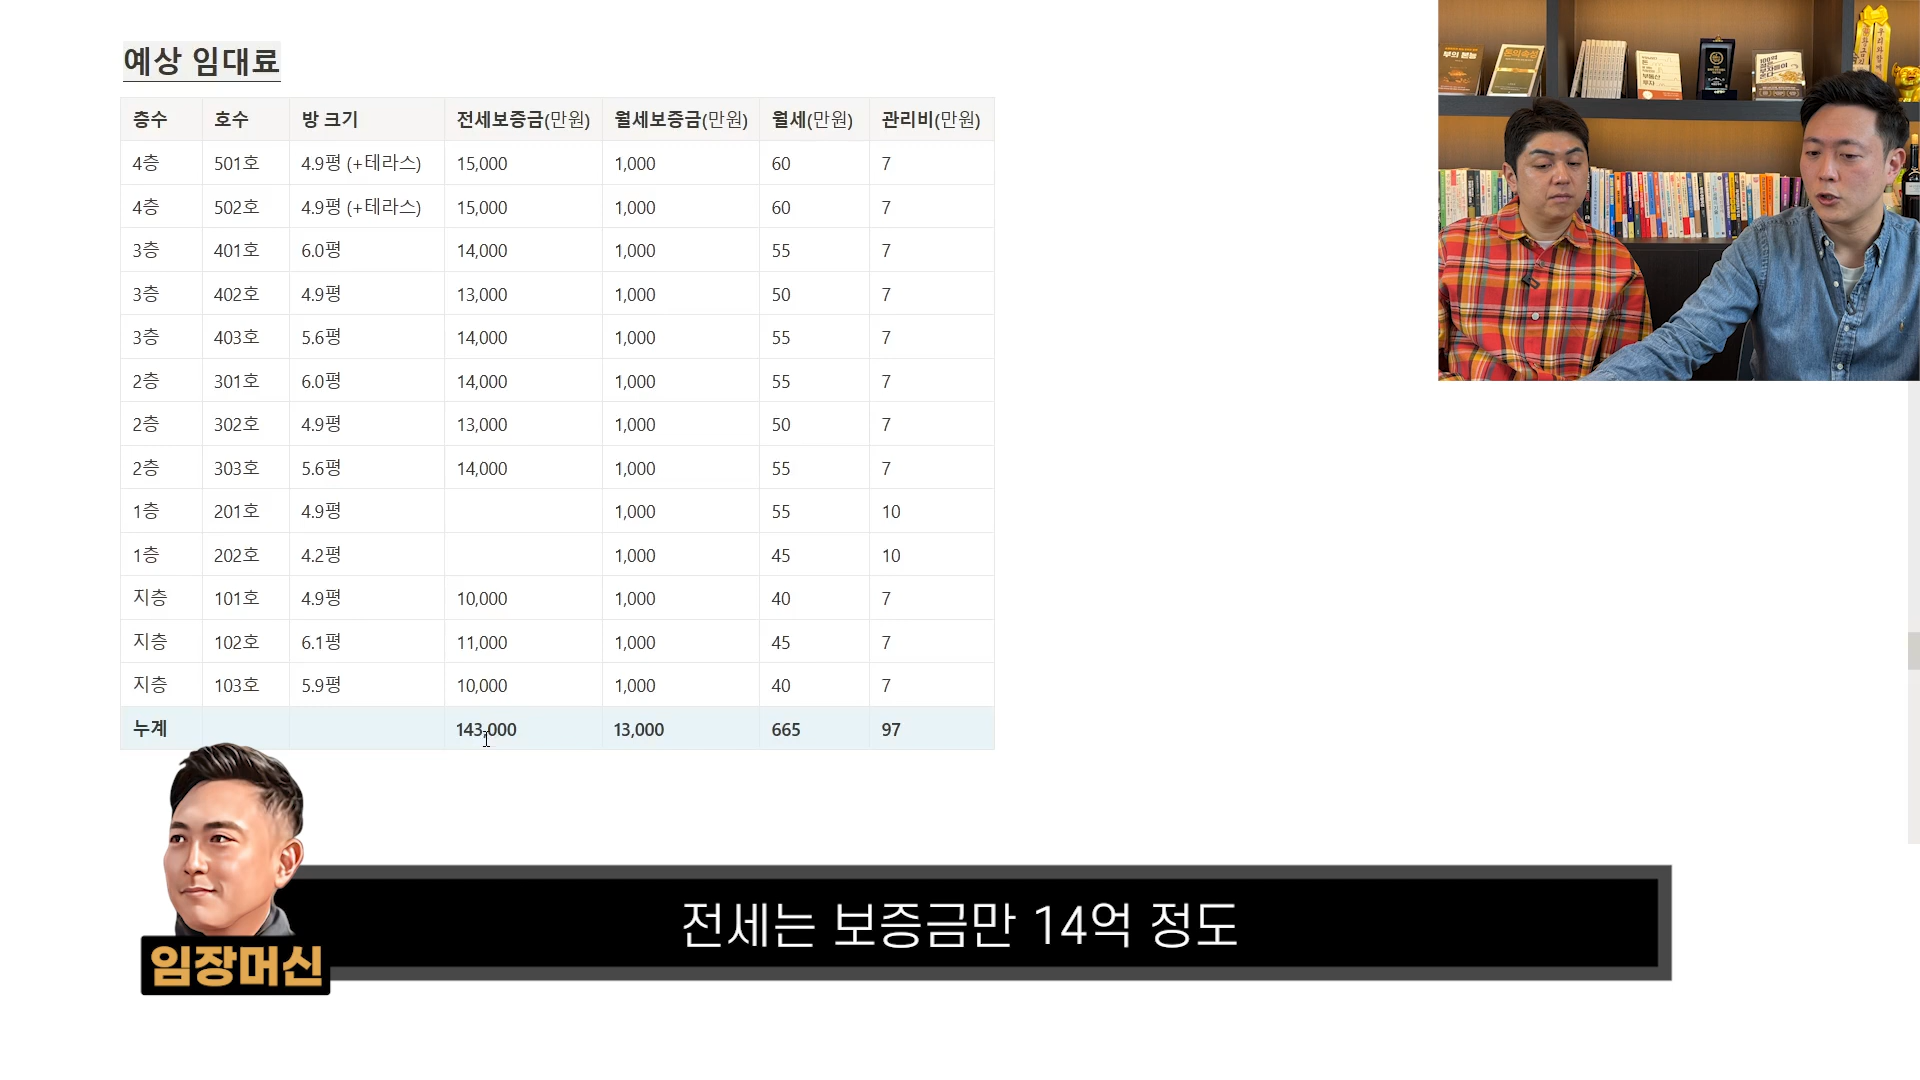 예상 임대료
층수 호수 방 크기 전세보증금(만원) 월세보증금(만원) 월세(만원) 관리비(만원)
4층 501호 4.9평 (+테라스) 15,000 1,000 60 7
4층 502호 4.9평 (+테라스) 15,000 1,000 60 7
3층 401호 6.0평 14,000 1,000 55 7
3층 402호 4.9평 13,000 1,000 50 7
3층 403호 5.6평 14,000 1,000 55 7
2층 301호 6.0평 14,000 1,000 55 7
2층 302호 4.9평 13,000 1,000 50 7
2층 303호 5.6평 14,000 1,000 55 7
1층 201호 4.9평 1,000 55 10
1층 202호 4.2평 1,000 45 10
지층 101호 4.9평 10,000 1,000 40 7
지층 102호 6.1평 11,000 1,000 45 7
지층 103호 5.9평 10,000 1,000 40 7
누계 143,000 13,000 665 97
부의 본능
돈의 속성
전세는 보증금만 14억 정도
임장머신